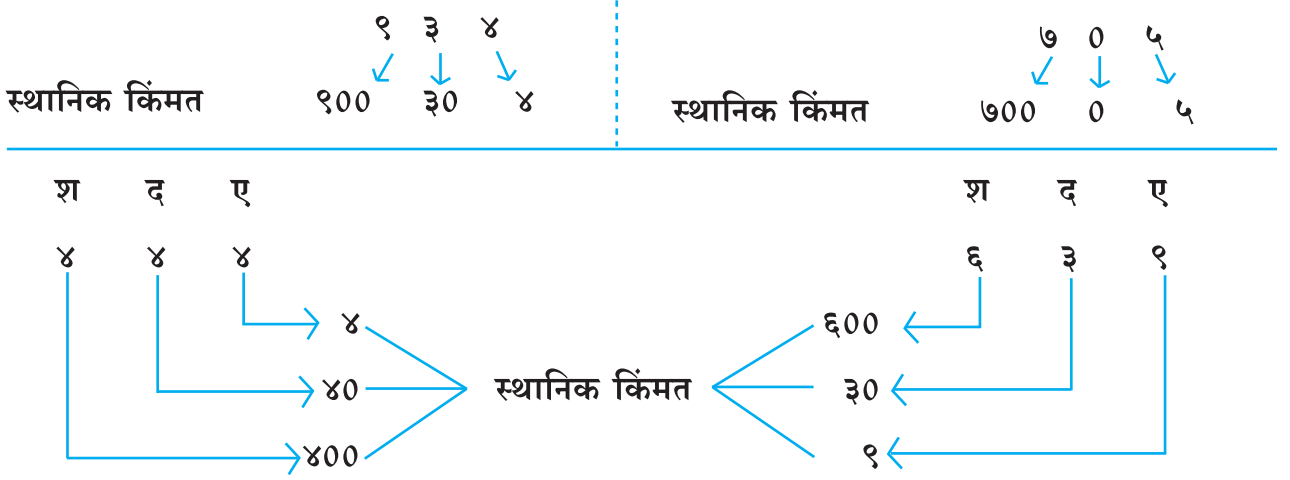 ९ ३ ४
स्थानिक किंमत ९०० ३० ४
७ ० ५
स्थानिक किंमत ७०० ० ५
श द ए
४ ४ ४
४
४०
४००
स्थानिक किंमत
श द ए
६ ३ ९
६००
३०
९